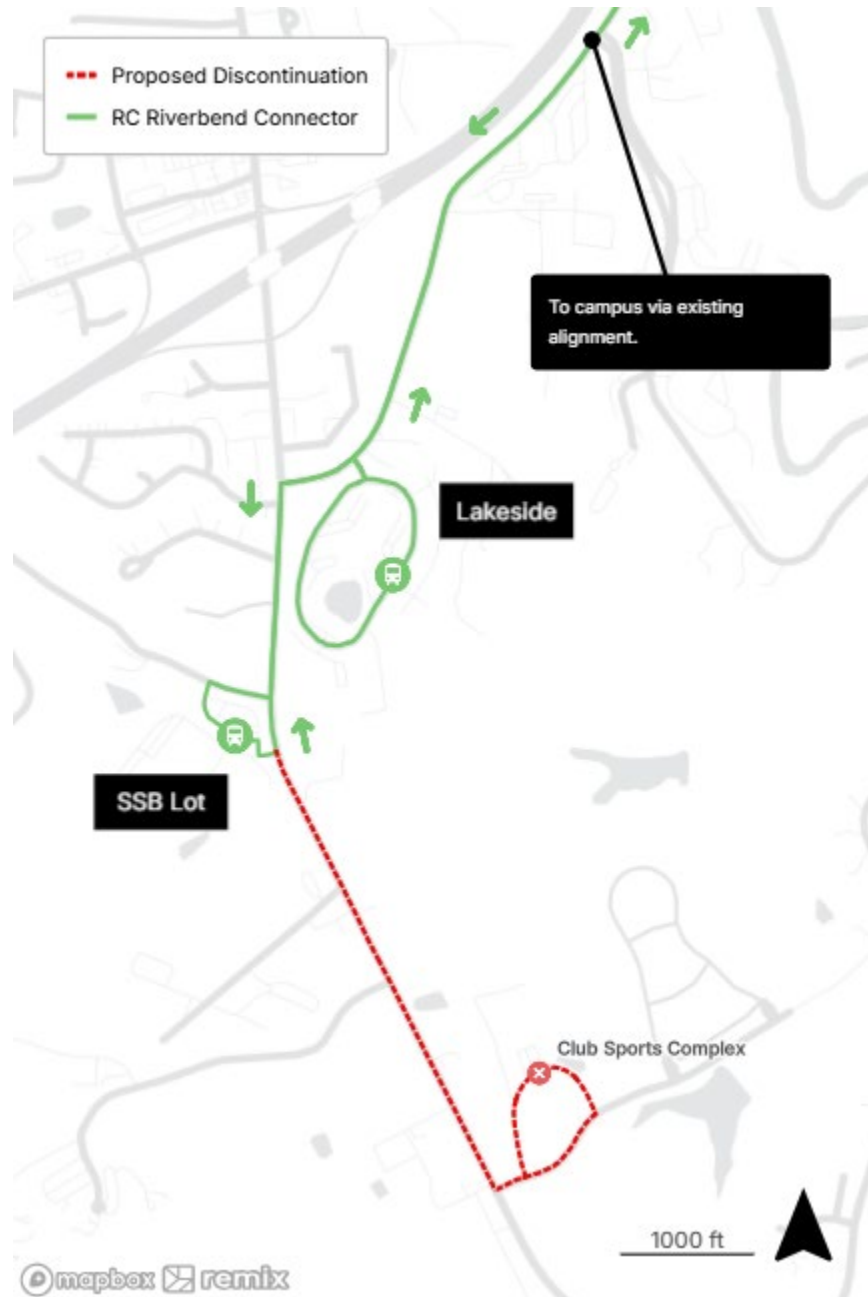 Proposed Discontinuation
RC Riverbend Connector
To campus via existing
alignment.
Lakeside
SSB Lot
Club Sports Complex
1000 ft
mapbox remix